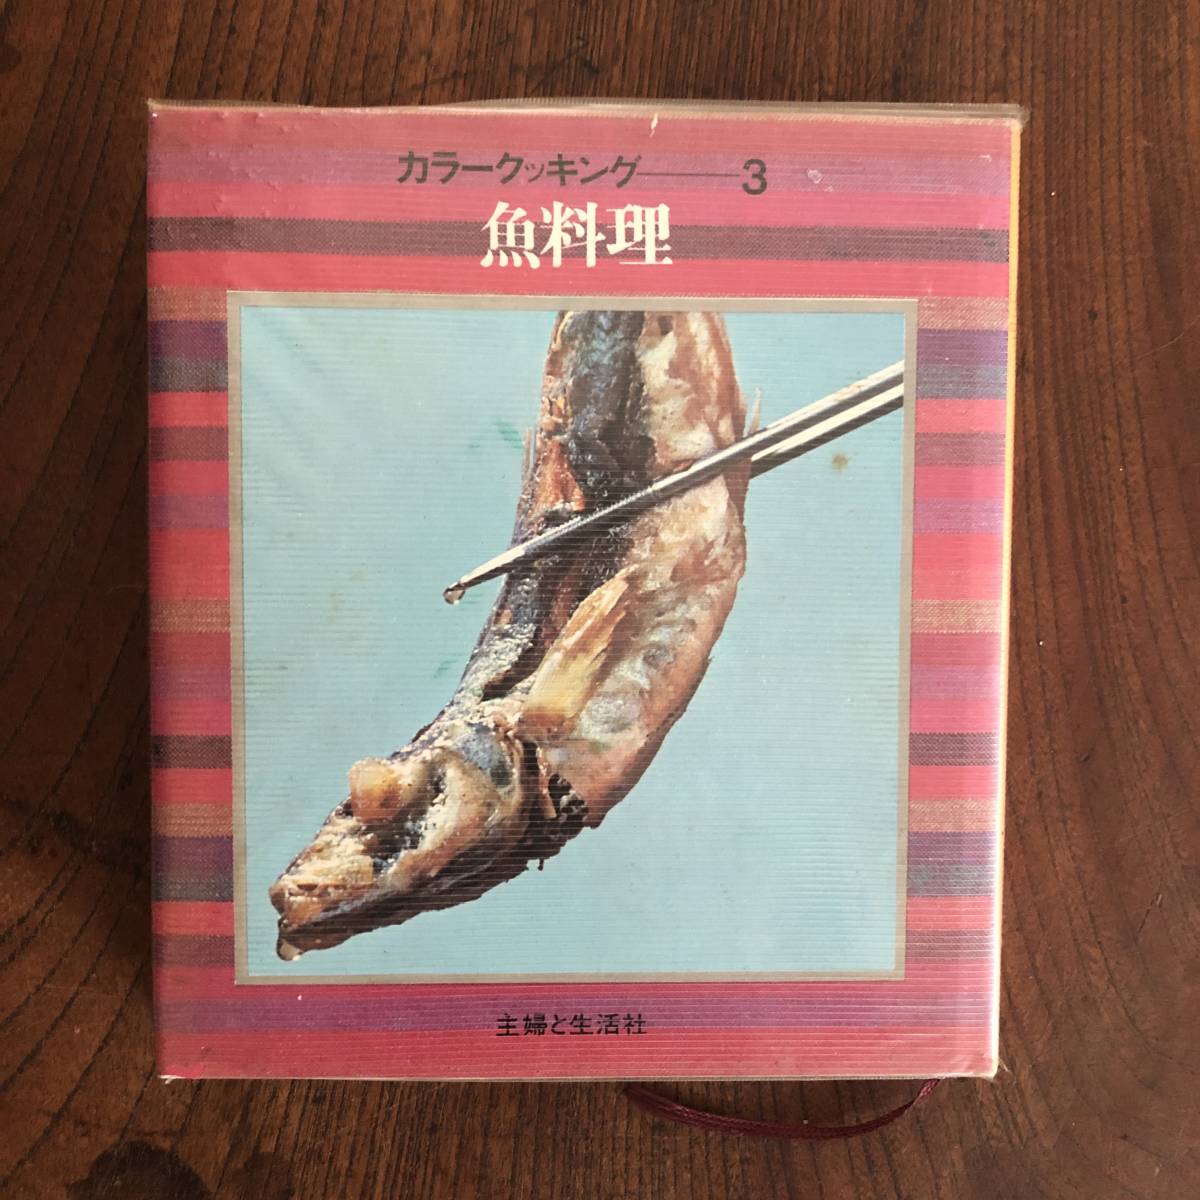 カラークッキング———3
魚料理
主婦と生活社